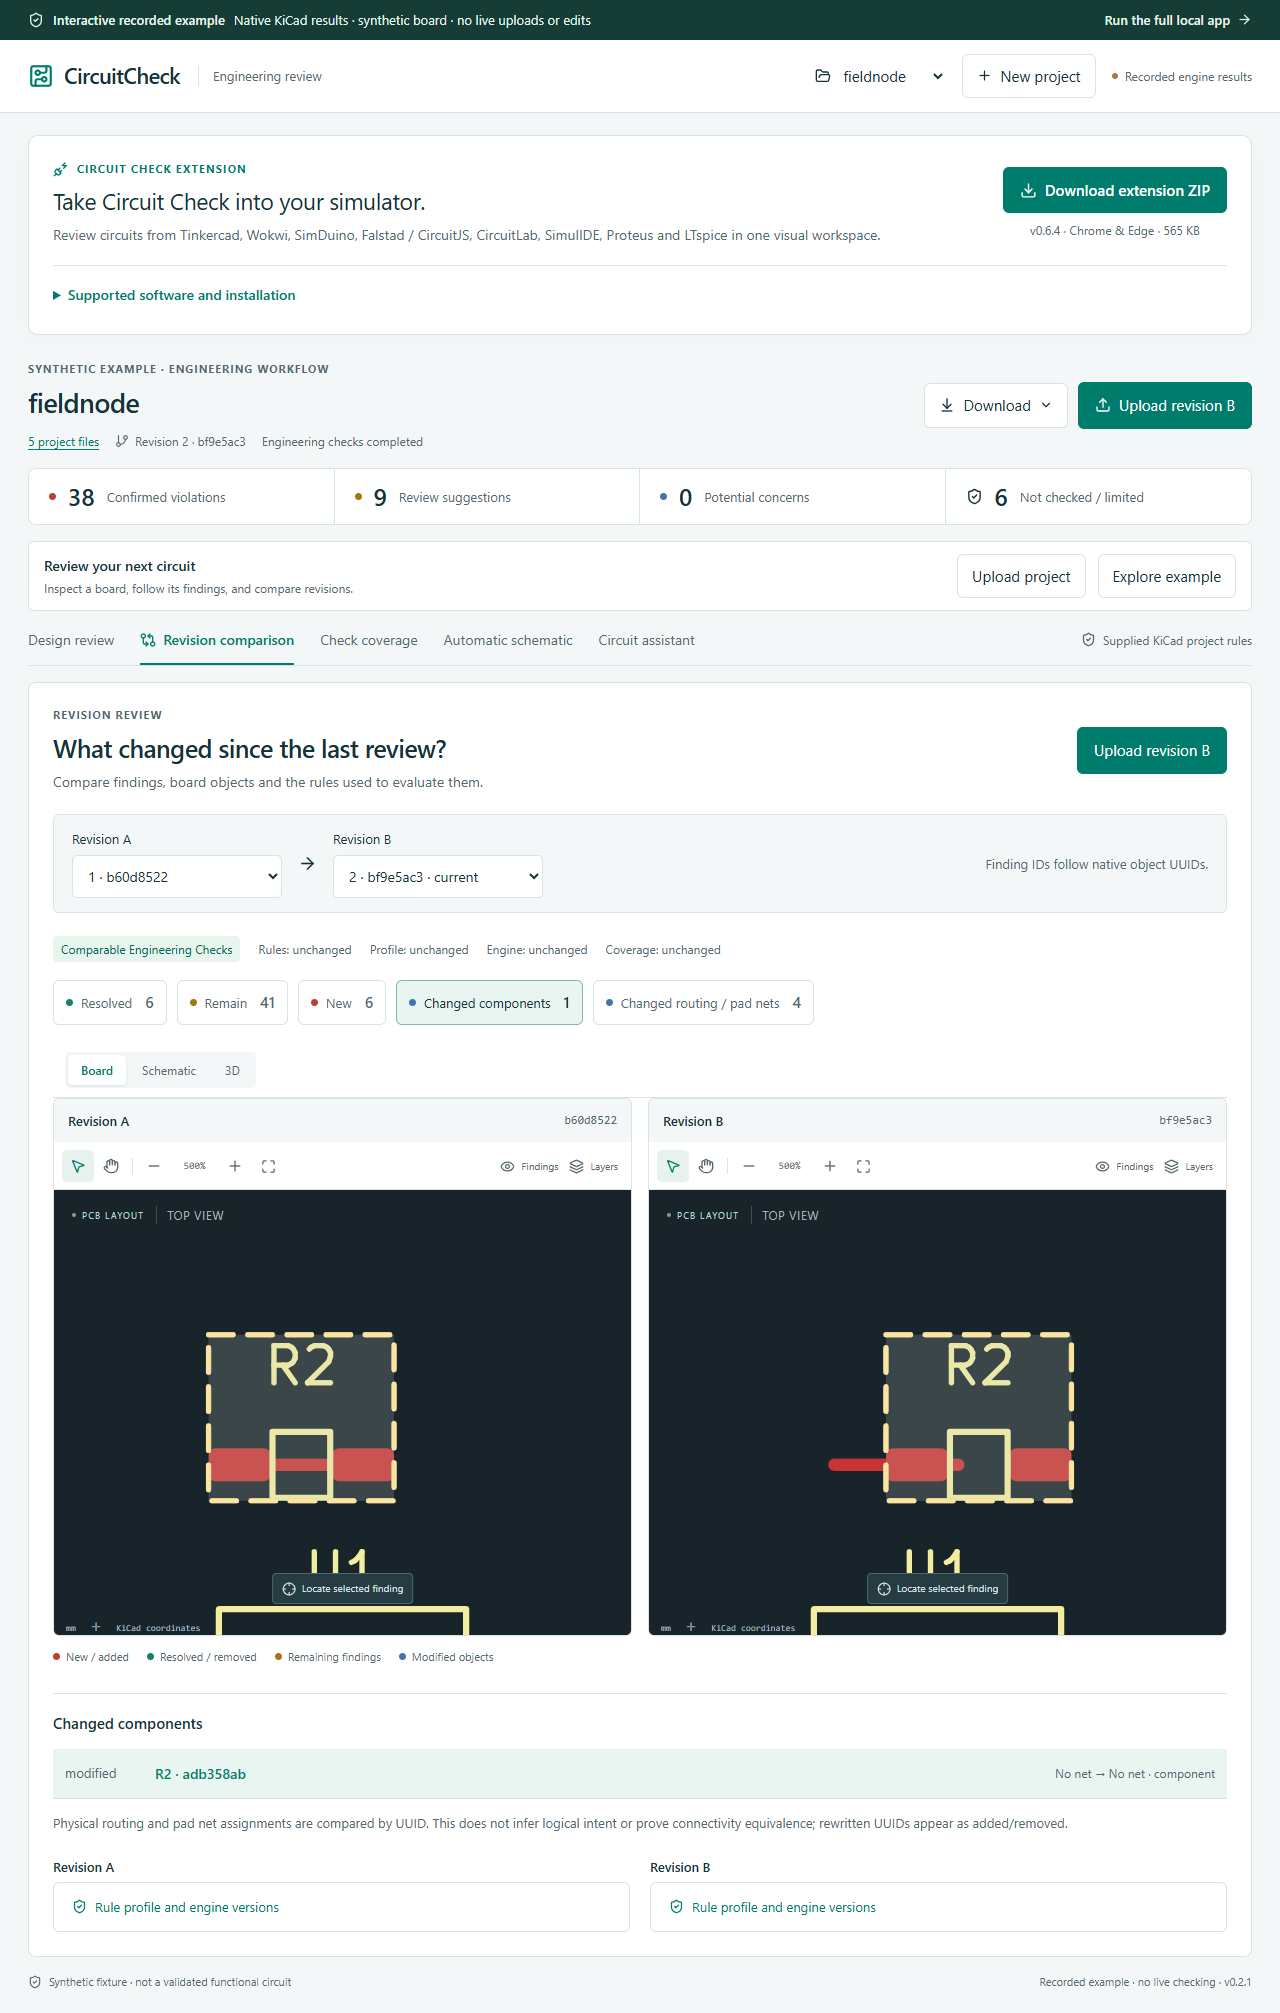 Interactive recorded example Native KiCad results · synthetic board · no live uploads or edits
Run the full local app
CircuitCheck
Engineering review
fieldnode
New project
Recorded engine results
CIRCUIT CHECK EXTENSION
Take Circuit Check into your simulator.
Review circuits from Tinkercad, Wokwi, SimDuino, Falstad / CircuitJS, CircuitLab, SimulIDE, Proteus and LTspice in one visual workspace.
Download extension ZIP
v0.6.4 · Chrome & Edge · 565 KB
Supported software and installation
SYNTHETIC EXAMPLE · ENGINEERING WORKFLOW
fieldnode
5 project files
Revision 2 · bf9e5ac3
Engineering checks completed
Download
Upload revision B
38 Confirmed violations
9 Review suggestions
0 Potential concerns
6 Not checked / limited
Review your next circuit
Inspect a board, follow its findings, and compare revisions.
Upload project
Explore example
Design review
Revision comparison
Check coverage
Automatic schematic
Circuit assistant
Supplied KiCad project rules
REVISION REVIEW
What changed since the last review?
Compare findings, board objects and the rules used to evaluate them.
Upload revision B
Revision A
1 · b60d8522
Revision B
2 · bf9e5ac3 · current
Finding IDs follow native object UUIDs.
Comparable Engineering Checks
Rules: unchanged
Profile: unchanged
Engine: unchanged
Coverage: unchanged
Resolved 6
Remain 41
New 6
Changed components 1
Changed routing / pad nets 4
Board
Schematic
3D
Revision A
b60d8522
500%
Findings
Layers
PCB LAYOUT
TOP VIEW
R2
U1
Locate selected finding
mm
KiCad coordinates
Revision B
bf9e5ac3
500%
Findings
Layers
PCB LAYOUT
TOP VIEW
R2
U1
Locate selected finding
mm
KiCad coordinates
New / added
Resolved / removed
Remaining findings
Modified objects
Changed components
modified
R2 · adb358ab
No net → No net · component
Physical routing and pad net assignments are compared by UUID. This does not infer logical intent or prove connectivity equivalence; rewritten UUIDs appear as added/removed.
Revision A
Rule profile and engine versions
Revision B
Rule profile and engine versions
Synthetic fixture · not a validated functional circuit
Recorded example · no live checking · v0.2.1